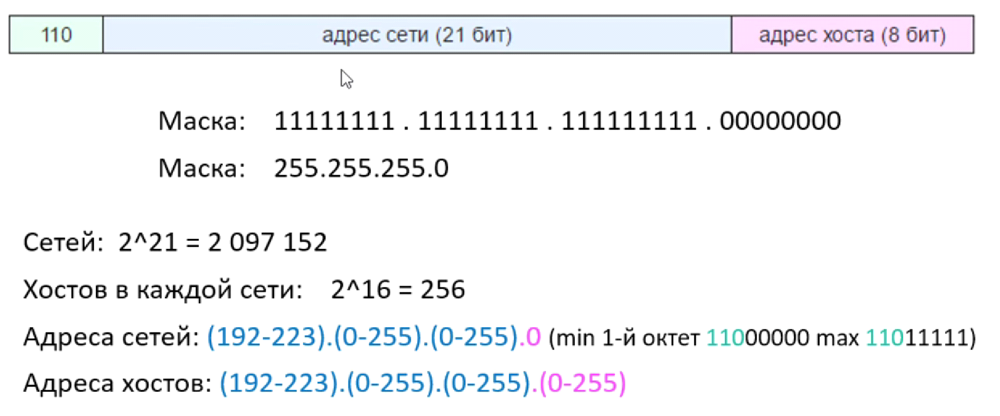 110 адрес сети (21 бит) адрес хоста (8 бит)
Маска: 11111111 . 11111111 . 111111111 . 00000000
Маска: 255.255.255.0
Сетей: 2^21 = 2 097 152
Хостов в каждой сети: 2^16 = 256
Адреса сетей: (192-223).(0-255).(0-255).0 (min 1-й октет 11000000 max 11011111)
Адреса хостов: (192-223).(0-255).(0-255).(0-255)